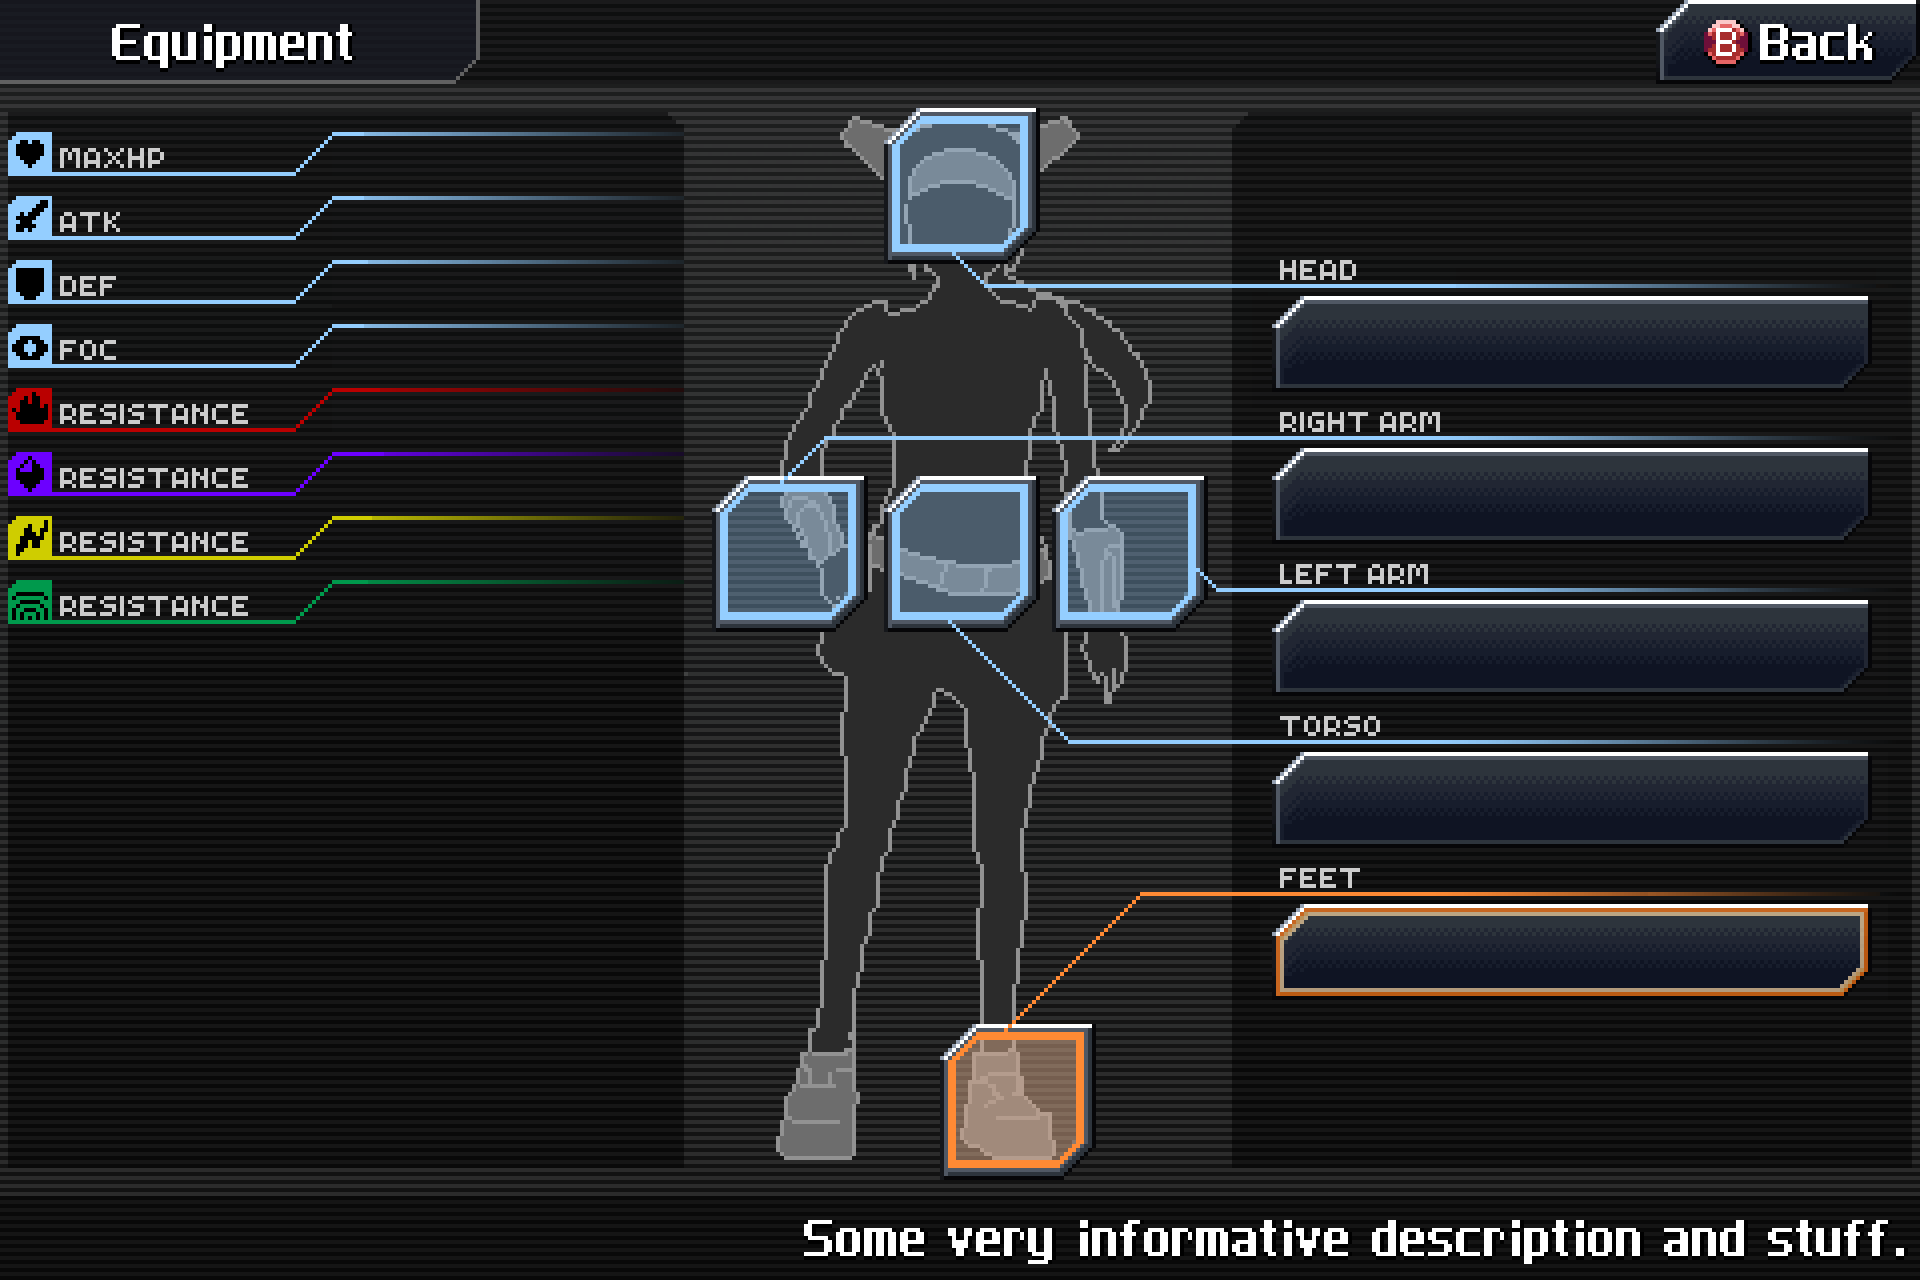 Equipment
B Back
MAXHP
ATK
DEF
FOC
RESISTANCE
RESISTANCE
RESISTANCE
RESISTANCE
HEAD
RIGHT ARM
LEFT ARM
TORSO
FEET
Some very informative description and stuff.